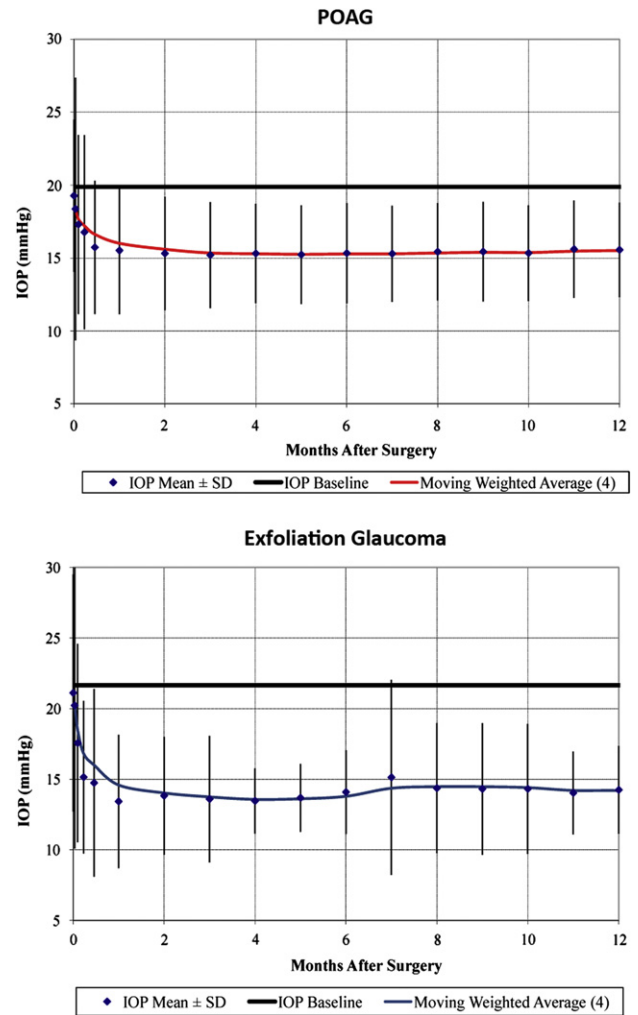 POAG
30
25
20
15
10
5
IOP (mmHg)
0 2 4 6 8 10 12
Months After Surgery
IOP Mean ± SD IOP Baseline Moving Weighted Average (4)
Exfoliation Glaucoma
30
25
20
15
10
5
IOP (mmHg)
0 2 4 6 8 10 12
Months After Surgery
IOP Mean ± SD IOP Baseline Moving Weighted Average (4)